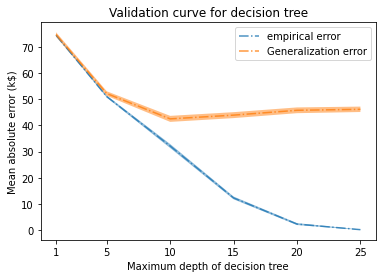 Validation curve for decision tree
empirical error
Generalization error
Mean absolute error (k$)
70
60
50
40
30
20
10
0
1 5 10 15 20 25
Maximum depth of decision tree